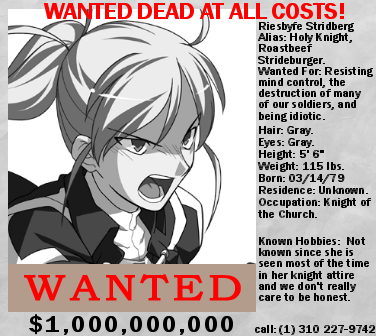 WANTED DEAD AT ALL COSTS!
Riesbyfe Stridberg
Alias: Holy Knight,
Roastbeef
Strideburger.
Wanted For: Resisting
mind control, the
destruction of many
of our soldiers, and
being idiotic.
Hair: Gray.
Eyes: Gray.
Height: 5' 6"
Weight: 115 lbs.
Born: 03/14/79
Residence: Unknown.
Occupation: Knight of
the Church.
Known Hobbies: Not
known since she is
seen most of the time
in her knight attire
and we don't really
care to be honest.
WANTED
$1,000,000,000
call: (1) 310 227-9742